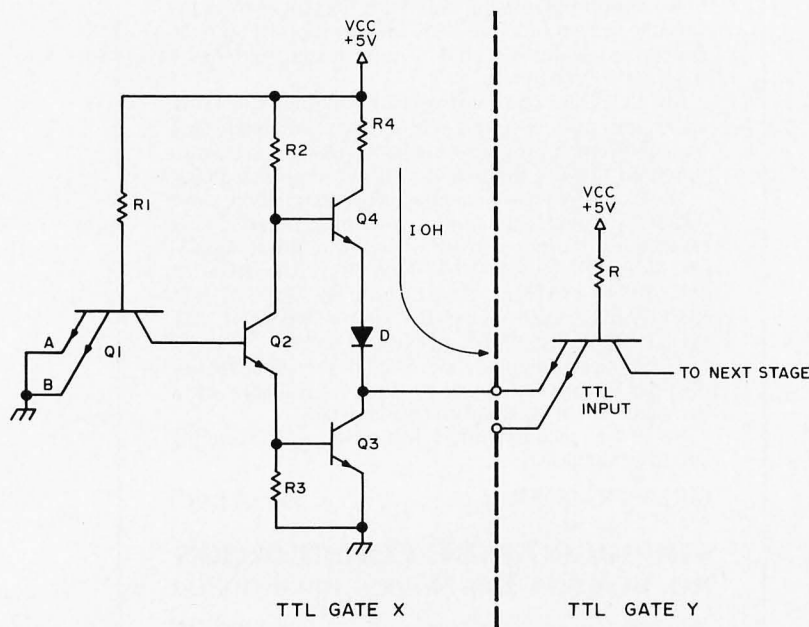 VCC
+5V
R4
R2
R1
Q4
I OH
VCC
+5V
R
A
B
Q1
Q2
D
TO NEXT STAGE
TTL
INPUT
Q3
R3
TTL GATE X
TTL GATE Y